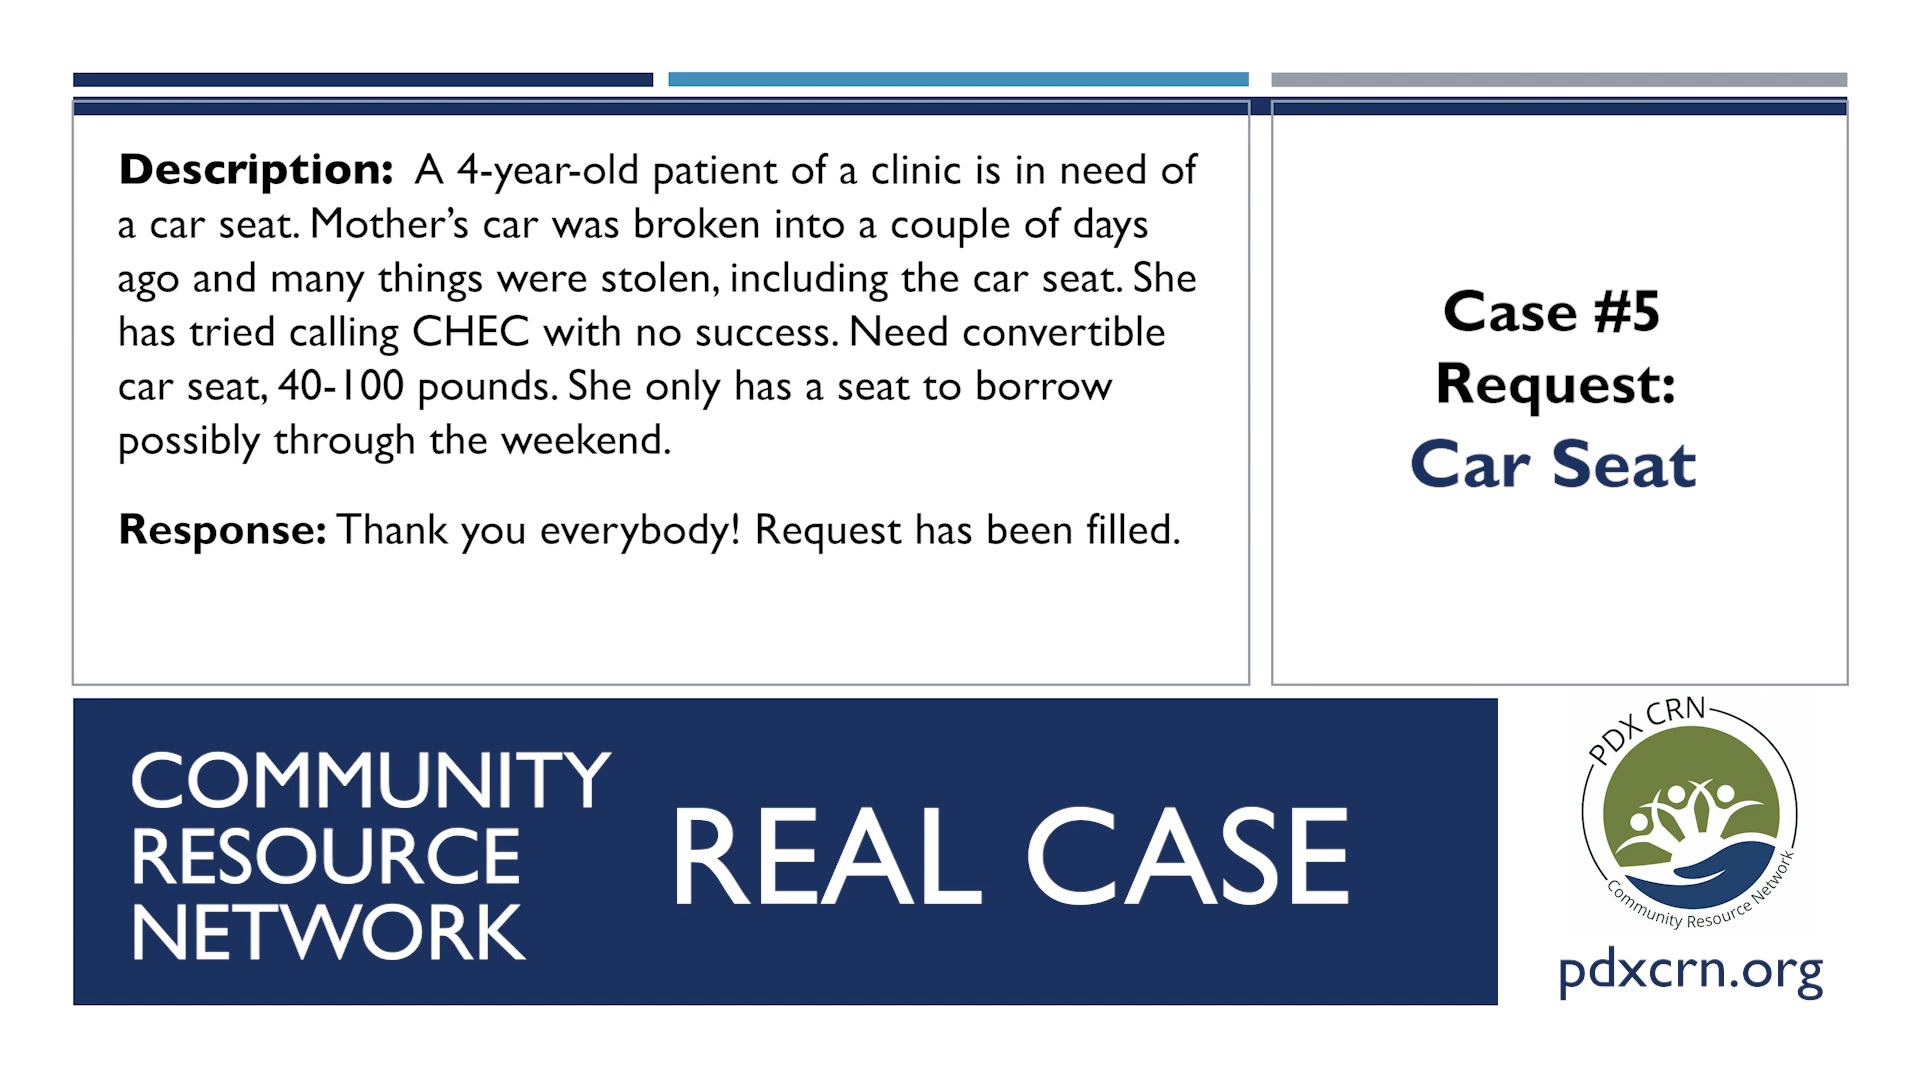 Description: A 4-year-old patient of a clinic is in need of
a car seat. Mother’s car was broken into a couple of days
ago and many things were stolen, including the car seat. She
has tried calling CHEC with no success. Need convertible
car seat, 40-100 pounds. She only has a seat to borrow
possibly through the weekend.
Response: Thank you everybody! Request has been filled.
Case #5
Request:
Car Seat
COMMUNITY
RESOURCE
NETWORK
REAL CASE
PDX CRN
Community Resource Network
pdxcrn.org